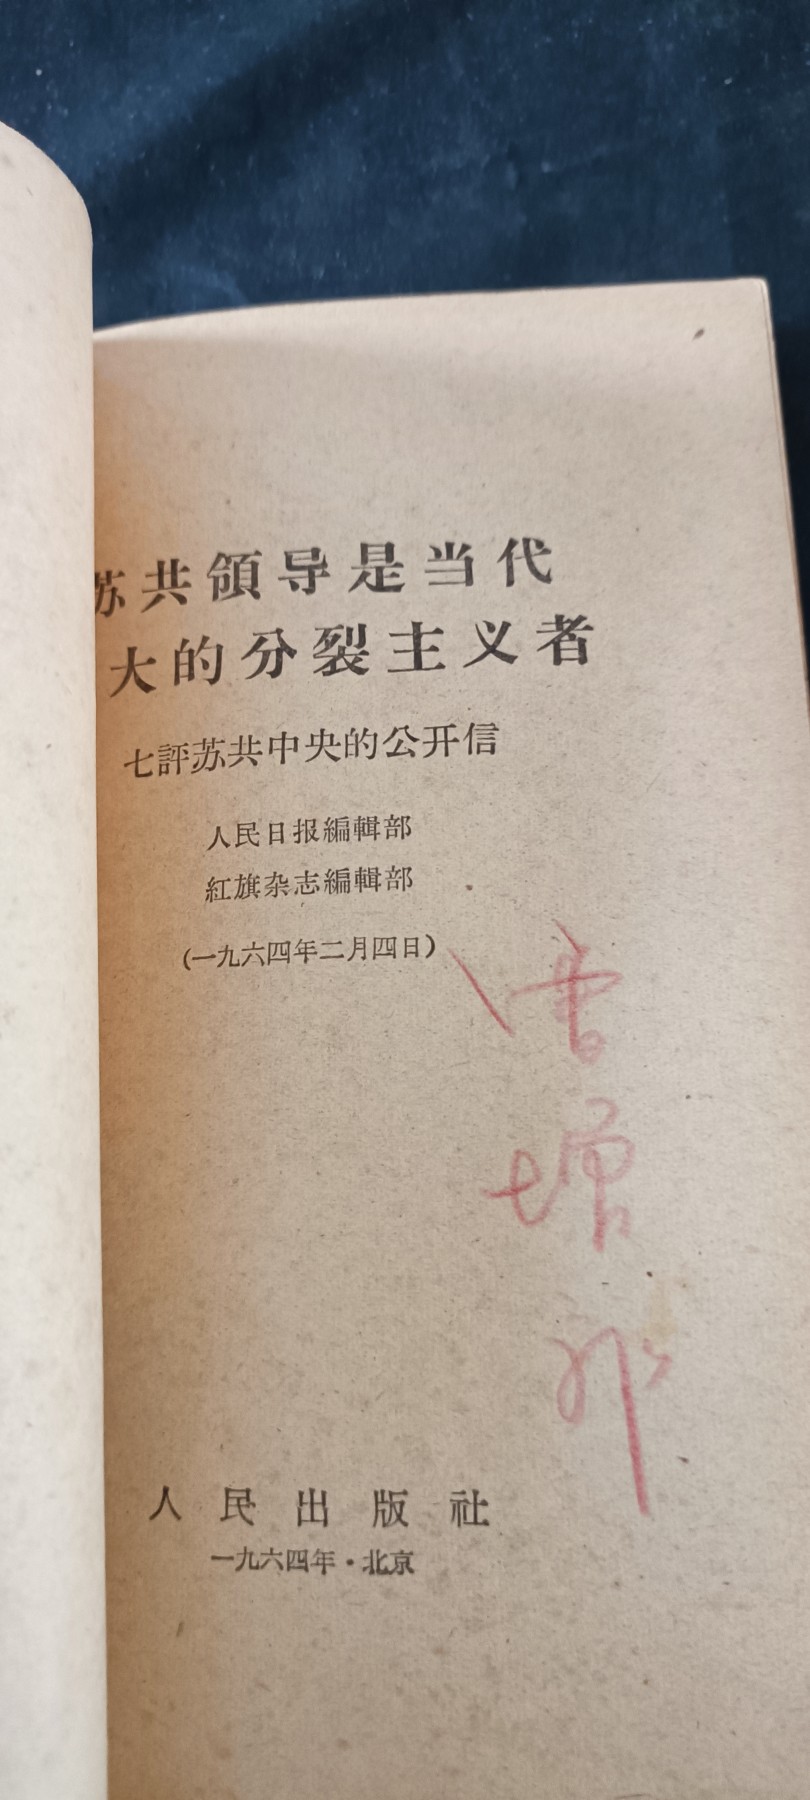 苏共領导是当代
大的分裂主义者
七評苏共中央的公开信
人民日报編輯部
紅旗杂志編輯部
(一九六四年二月四日)
增
人民出版社
一九六四年·北京